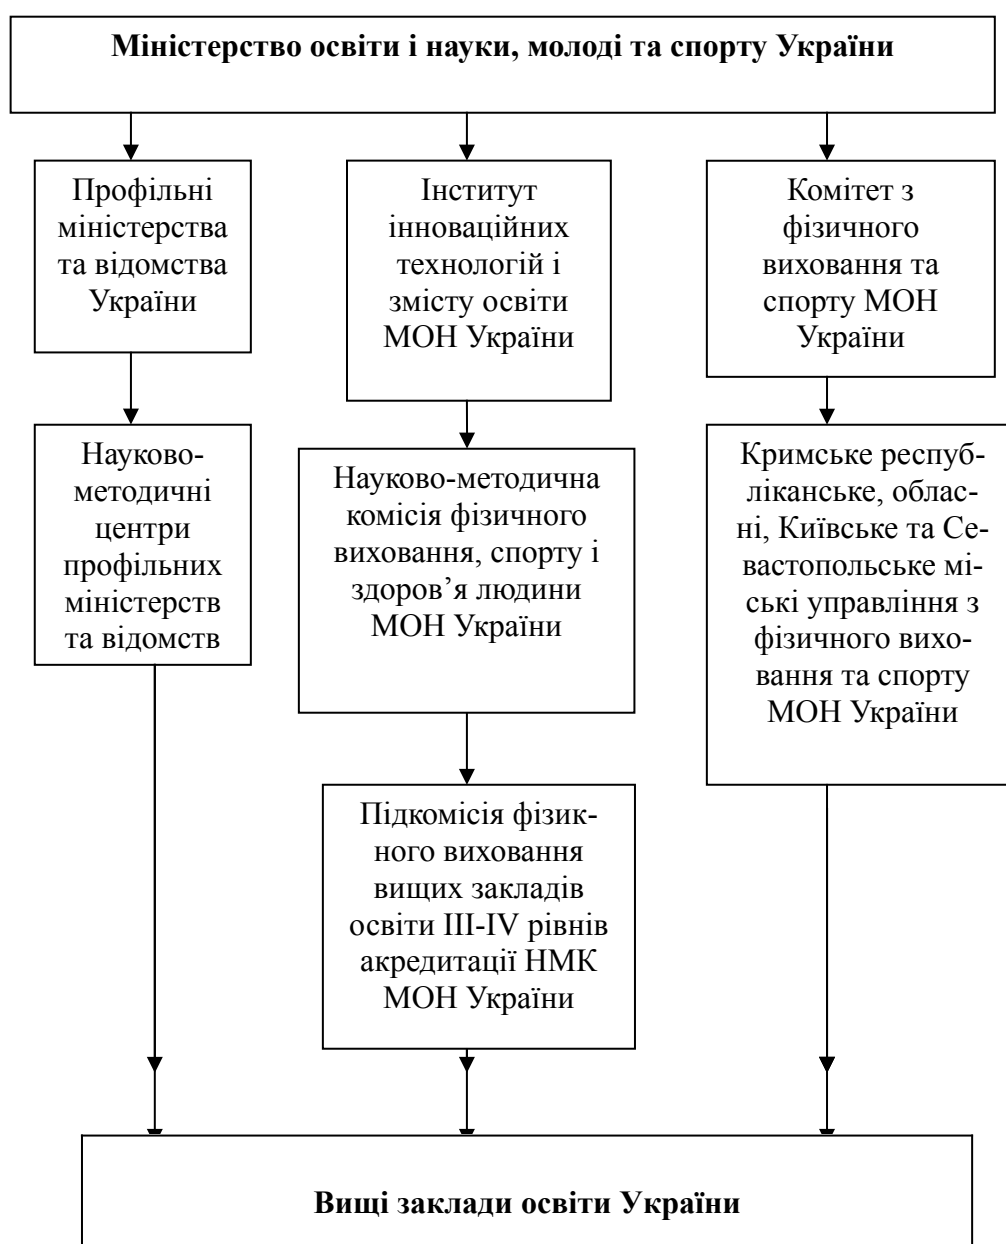 Міністерство освіти і науки, молоді та спорту України
Профільні
міністерства
та відомства
України
Інститут
інноваційних
технологій і
змісту освіти
МОН України
Комітет з
фізичного
виховання та
спорту МОН
України
Науково-
методичні
центри
профільних
міністерств
та відомств
Науково-методична
комісія фізичного
виховання, спорту і
здоров’я людини
МОН України
Кримське респуб-
ліканське, облас-
ні, Київське та Се-
вастопольське мі-
ські управління з
фізичного вихо-
вання та спорту
МОН України
Підкомісія фізик-
ного виховання
вищих закладів
освіти III-IV рівнів
акредитації НМК
МОН України
Вищі заклади освіти України